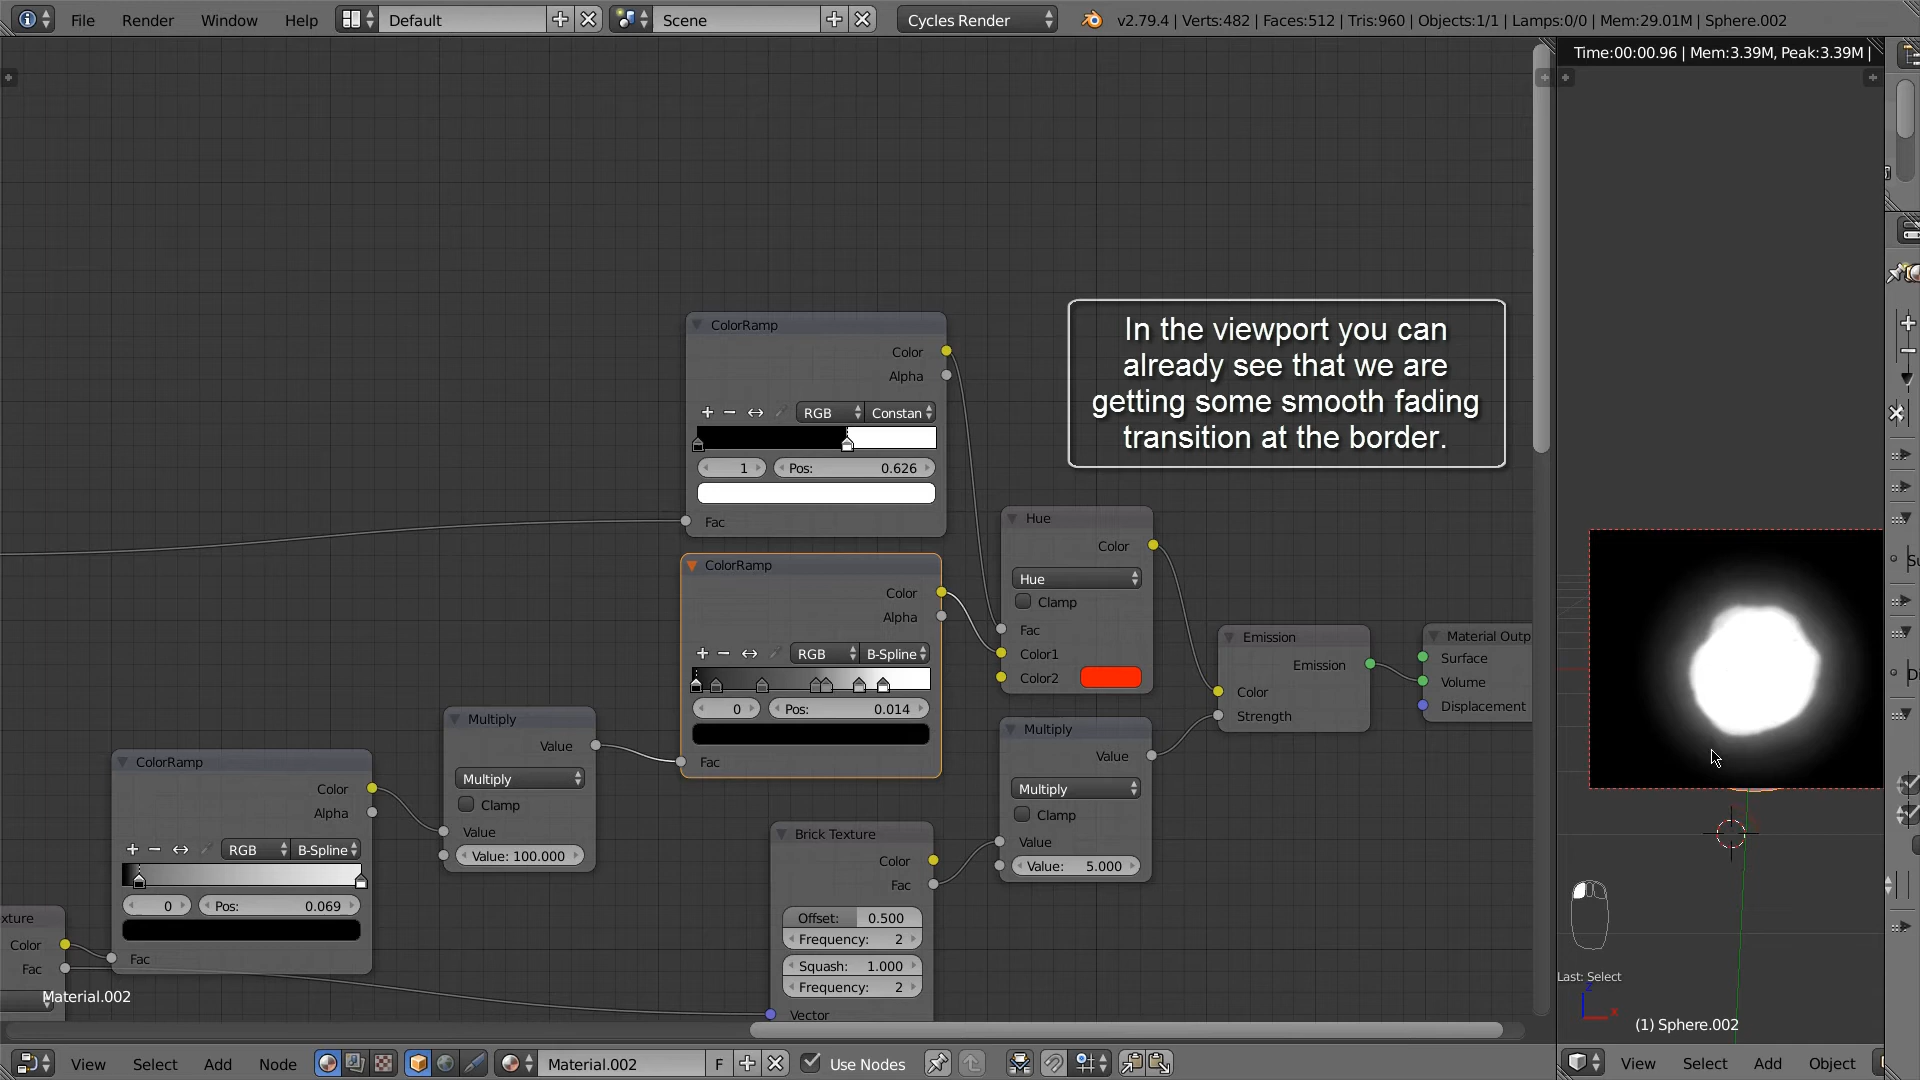 File Render Window Help Default Scene Cycles Render v2.79.4 | Verts:482 | Faces:512 | Tris:960 | Objects:1/1 | Lamps:0/0 | Mem:29.01M | Sphere.002
Time:00:00.96 | Mem:3.39M, Peak:3.39M |
ColorRamp
Color
Alpha
RGB Constan
1 Pos: 0.626
Fac
In the viewport you can
already see that we are
getting some smooth fading
transition at the border.
ColorRamp
Color
Alpha
RGB B-Spline
0 Pos: 0.014
Fac
Hue
Color
Hue
Clamp
Fac
Color1
Color2
Emission
Emission
Color
Strength
Material Outp
Surface
Volume
Displacement
Multiply
Value
Multiply
Clamp
Value
Value: 100.000
Multiply
Value
Multiply
Clamp
Value
Value: 5.000
ColorRamp
Color
Alpha
RGB B-Spline
0 Pos: 0.069
Fac
Brick Texture
Color
Fac
Offset: 0.500
Frequency: 2
Squash: 1.000
Frequency: 2
Vector
xture
Color
Fac
Material.002
Last: Select
z
x
(1) Sphere.002
View Select Add Node Material.002 F Use Nodes
View Select Add Object